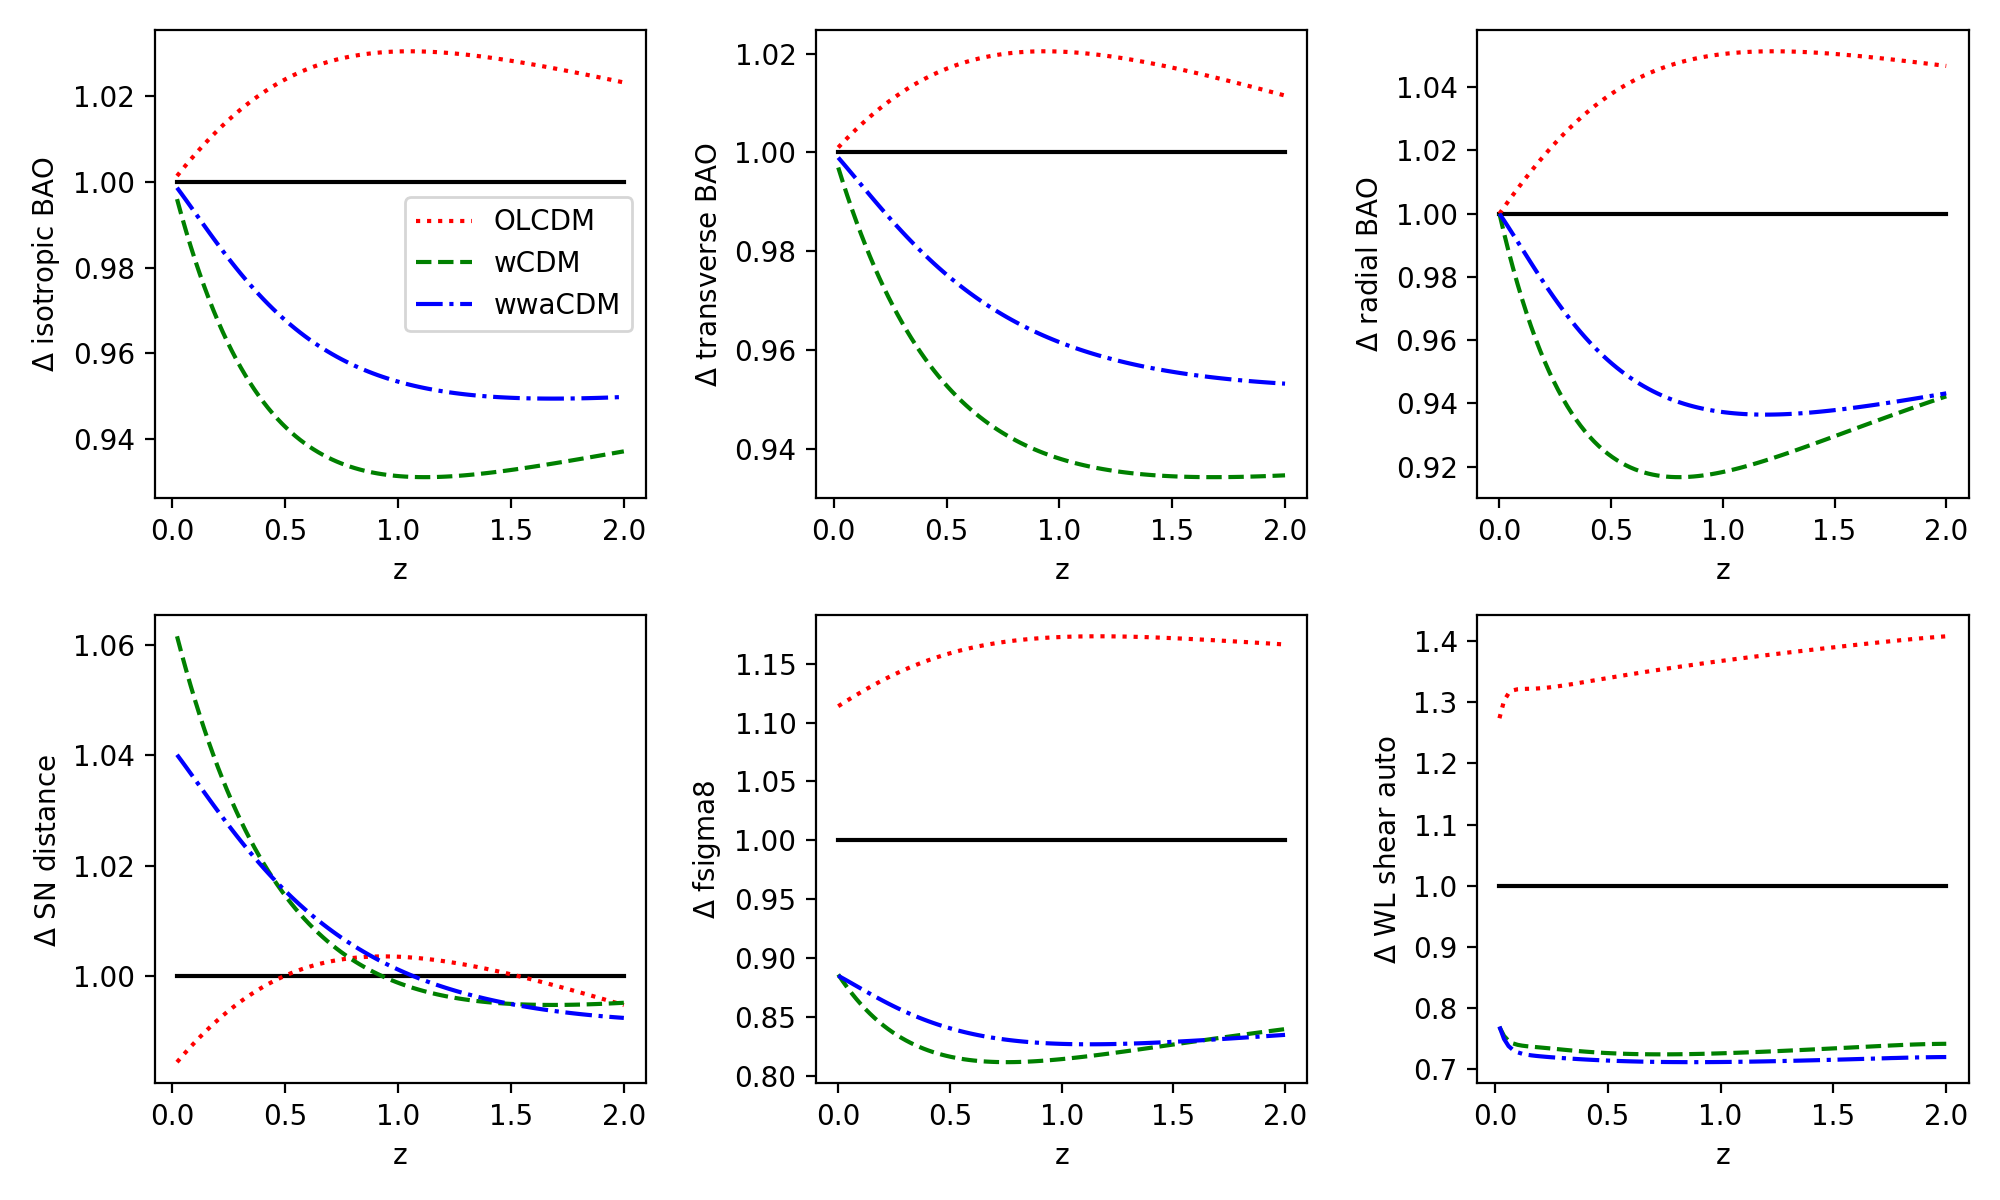 Δ isotropic BAO
1.02
1.00
0.98
0.96
0.94
0.0 0.5 1.0 1.5 2.0
z
OLCDM
wCDM
wwaCDM
Δ transverse BAO
1.02
1.00
0.98
0.96
0.94
0.0 0.5 1.0 1.5 2.0
z
Δ radial BAO
1.04
1.02
1.00
0.98
0.96
0.94
0.92
0.0 0.5 1.0 1.5 2.0
z
Δ SN distance
1.06
1.04
1.02
1.00
0.0 0.5 1.0 1.5 2.0
z
Δ fsigma8
1.15
1.10
1.05
1.00
0.95
0.90
0.85
0.80
0.0 0.5 1.0 1.5 2.0
z
Δ WL shear auto
1.4
1.3
1.2
1.1
1.0
0.9
0.8
0.7
0.0 0.5 1.0 1.5 2.0
z